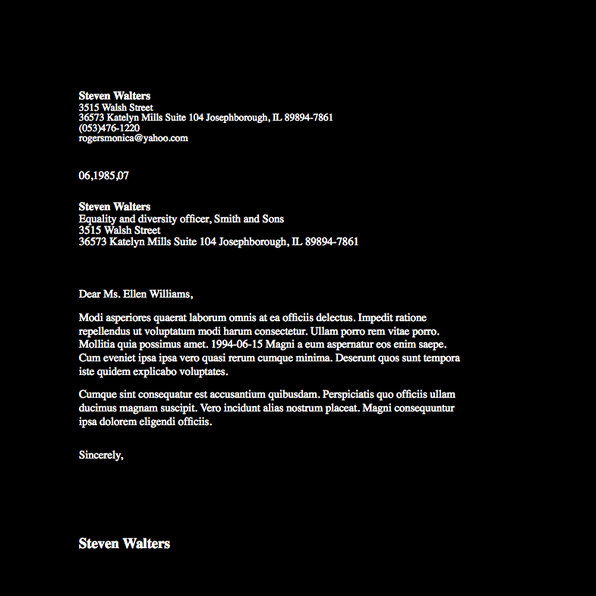 Steven Walters
3515 Walsh Street
36573 Katelyn Mills Suite 104 Josephborough, IL 89894-7861
(053)476-1220
rogersmonica@yahoo.com
06,1985,07
Steven Walters
Equality and diversity officer, Smith and Sons
3515 Walsh Street
36573 Katelyn Mills Suite 104 Josephborough, IL 89894-7861
Dear Ms. Ellen Williams,
Modi asperiores quaerat laborum omnis at ea officiis delectus. Impedit ratione
repellendus ut voluptatum modi harum consectetur. Ullam porro rem vitae porro.
Mollitia quia possimus amet. 1994-06-15 Magni a eum aspernatur eos enim saepe.
Cum eveniet ipsa ipsa vero quasi rerum cumque minima. Deserunt quos sunt tempora
iste quidem explicabo voluptates.
Cumque sint consequatur est accusantium quibusdam. Perspiciatis quo officiis ullam
ducimus magnam suscipit. Vero incidunt alias nostrum placeat. Magni consequuntur
ipsa dolorem eligendi officiis.
Sincerely,
Steven Walters